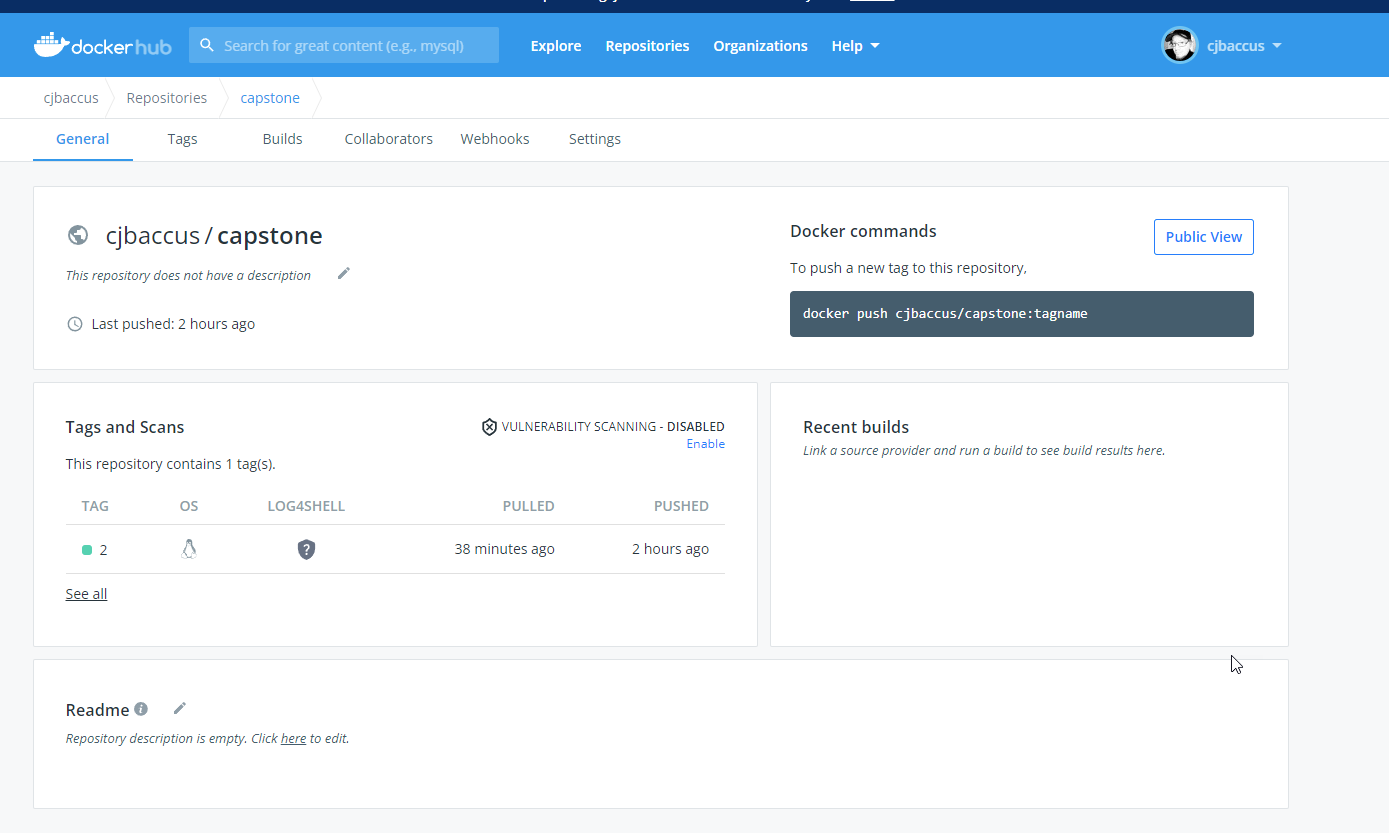 dockerhub
Search for great content (e.g., mysql)
Explore
Repositories
Organizations
Help
cjbaccus
cjbaccus
Repositories
capstone
General
Tags
Builds
Collaborators
Webhooks
Settings
cjbaccus / capstone
This repository does not have a description
Last pushed: 2 hours ago
Docker commands
Public View
To push a new tag to this repository,
docker push cjbaccus/capstone:tagname
Tags and Scans
VULNERABILITY SCANNING - DISABLED
Enable
This repository contains 1 tag(s).
TAG OS LOG4SHELL PULLED PUSHED
2 ? 38 minutes ago 2 hours ago
See all
Recent builds
Link a source provider and run a build to see build results here.
Readme i
Repository description is empty. Click here to edit.